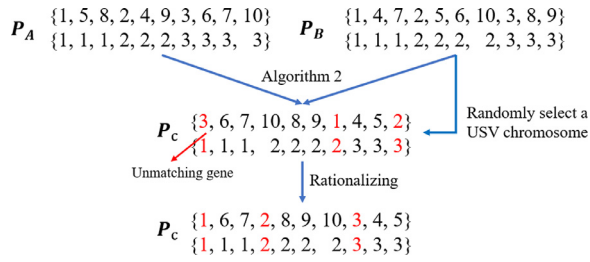 P_A {1, 5, 8, 2, 4, 9, 3, 6, 7, 10} P_B {1, 4, 7, 2, 5, 6, 10, 3, 8, 9}
{1, 1, 1, 2, 2, 2, 3, 3, 3, 3} {1, 1, 1, 2, 2, 2, 2, 3, 3, 3}
Algorithm 2
P_c {3, 6, 7, 10, 8, 9, 1, 4, 5, 2}
{1, 1, 1, 2, 2, 2, 2, 3, 3, 3}
Randomly select a
USV chromosome
Unmatching gene
Rationalizing
P_c {1, 6, 7, 2, 8, 9, 10, 3, 4, 5}
{1, 1, 1, 2, 2, 2, 2, 3, 3, 3}